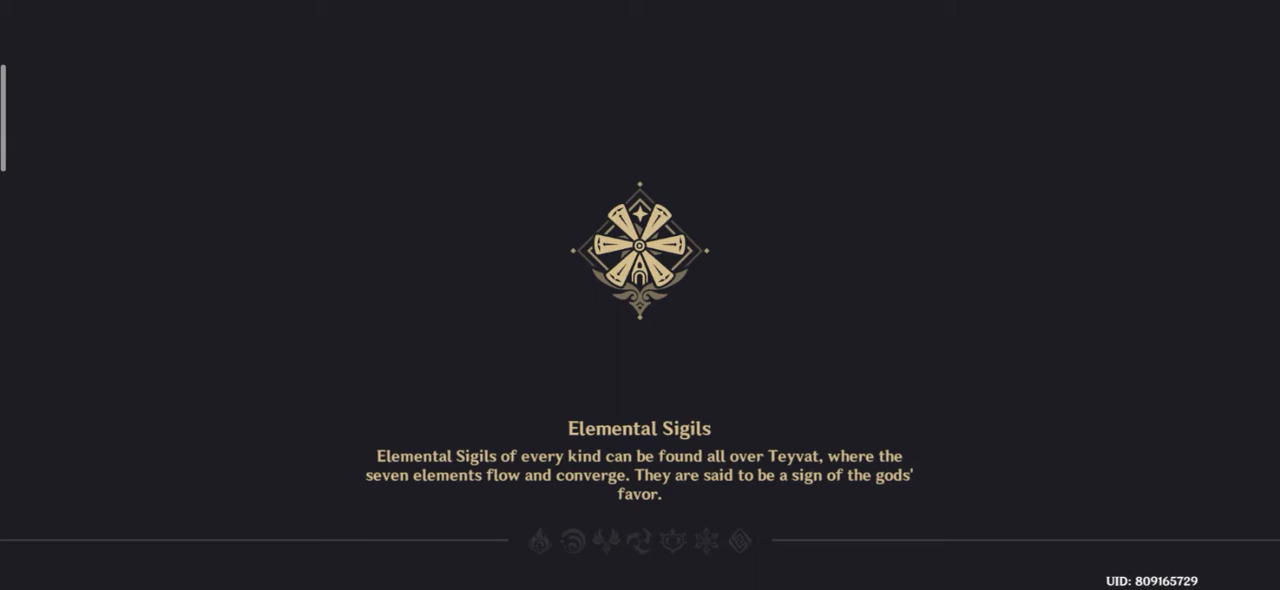 Elemental Sigils
Elemental Sigils of every kind can be found all over Teyvat, where the
seven elements flow and converge. They are said to be a sign of the gods'
favor.
UID: 809165729